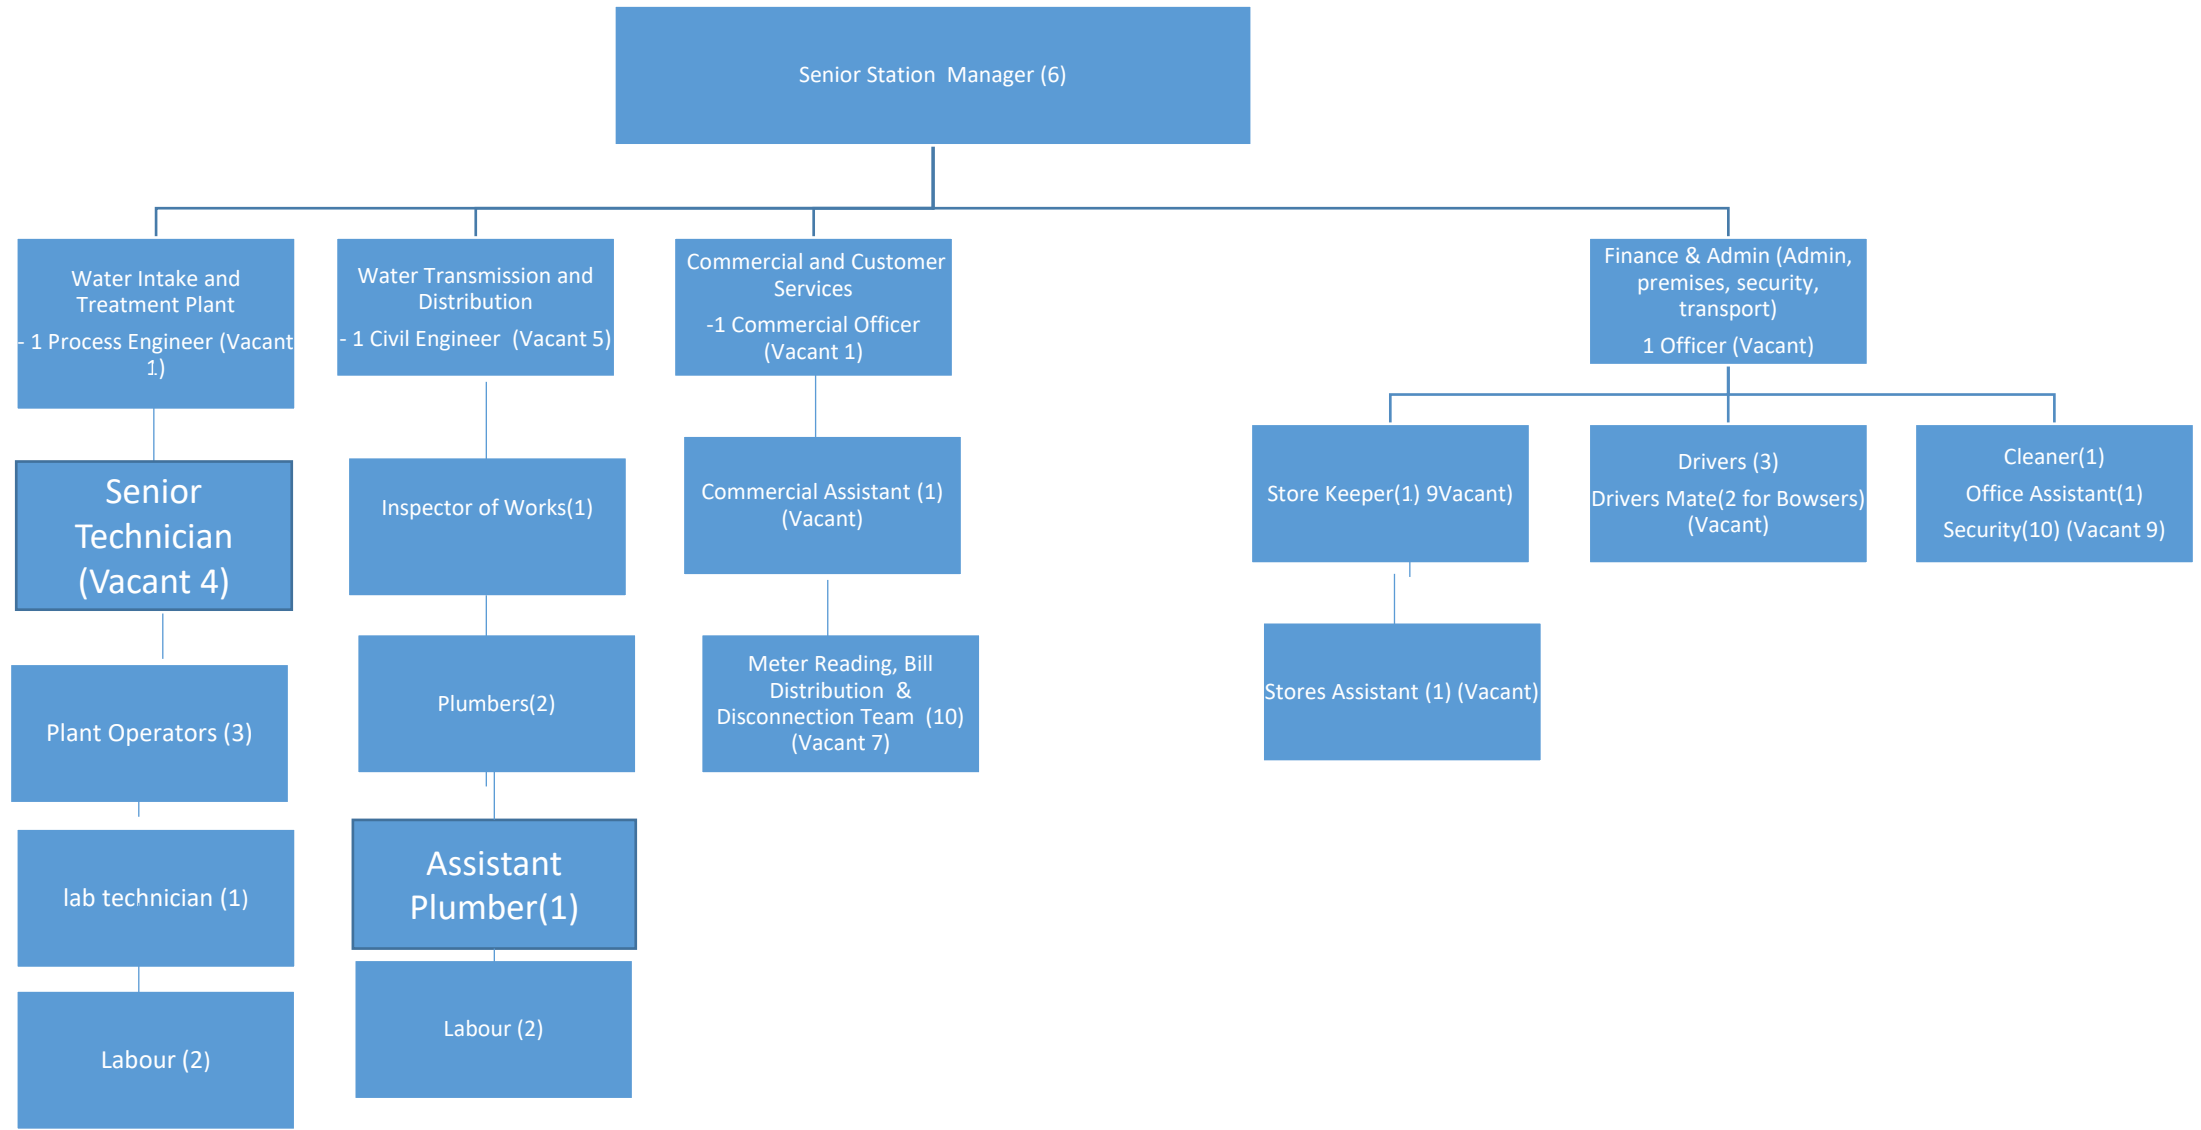 Senior Station  Manager (6)
Water Intake and
Treatment Plant
- 1 Process Engineer (Vacant
1)
Water Transmission and
Distribution
- 1 Civil Engineer  (Vacant 5)
Commercial and Customer
Services
-1 Commercial Officer
(Vacant 1)
Finance & Admin (Admin,
premises, security,
transport)
1 Officer (Vacant)
Senior
Technician
(Vacant 4)
Inspector of Works(1)
Commercial Assistant (1)
(Vacant)
Store Keeper(1) 9Vacant)
Drivers (3)
Drivers Mate(2 for Bowsers)
(Vacant)
Cleaner(1)
Office Assistant(1)
Security(10) (Vacant 9)
Plant Operators (3)
Plumbers(2)
Meter Reading, Bill
Distribution  &
Disconnection Team  (10)
(Vacant 7)
Stores Assistant (1) (Vacant)
lab technician (1)
Assistant
Plumber(1)
Labour (2)
Labour (2)